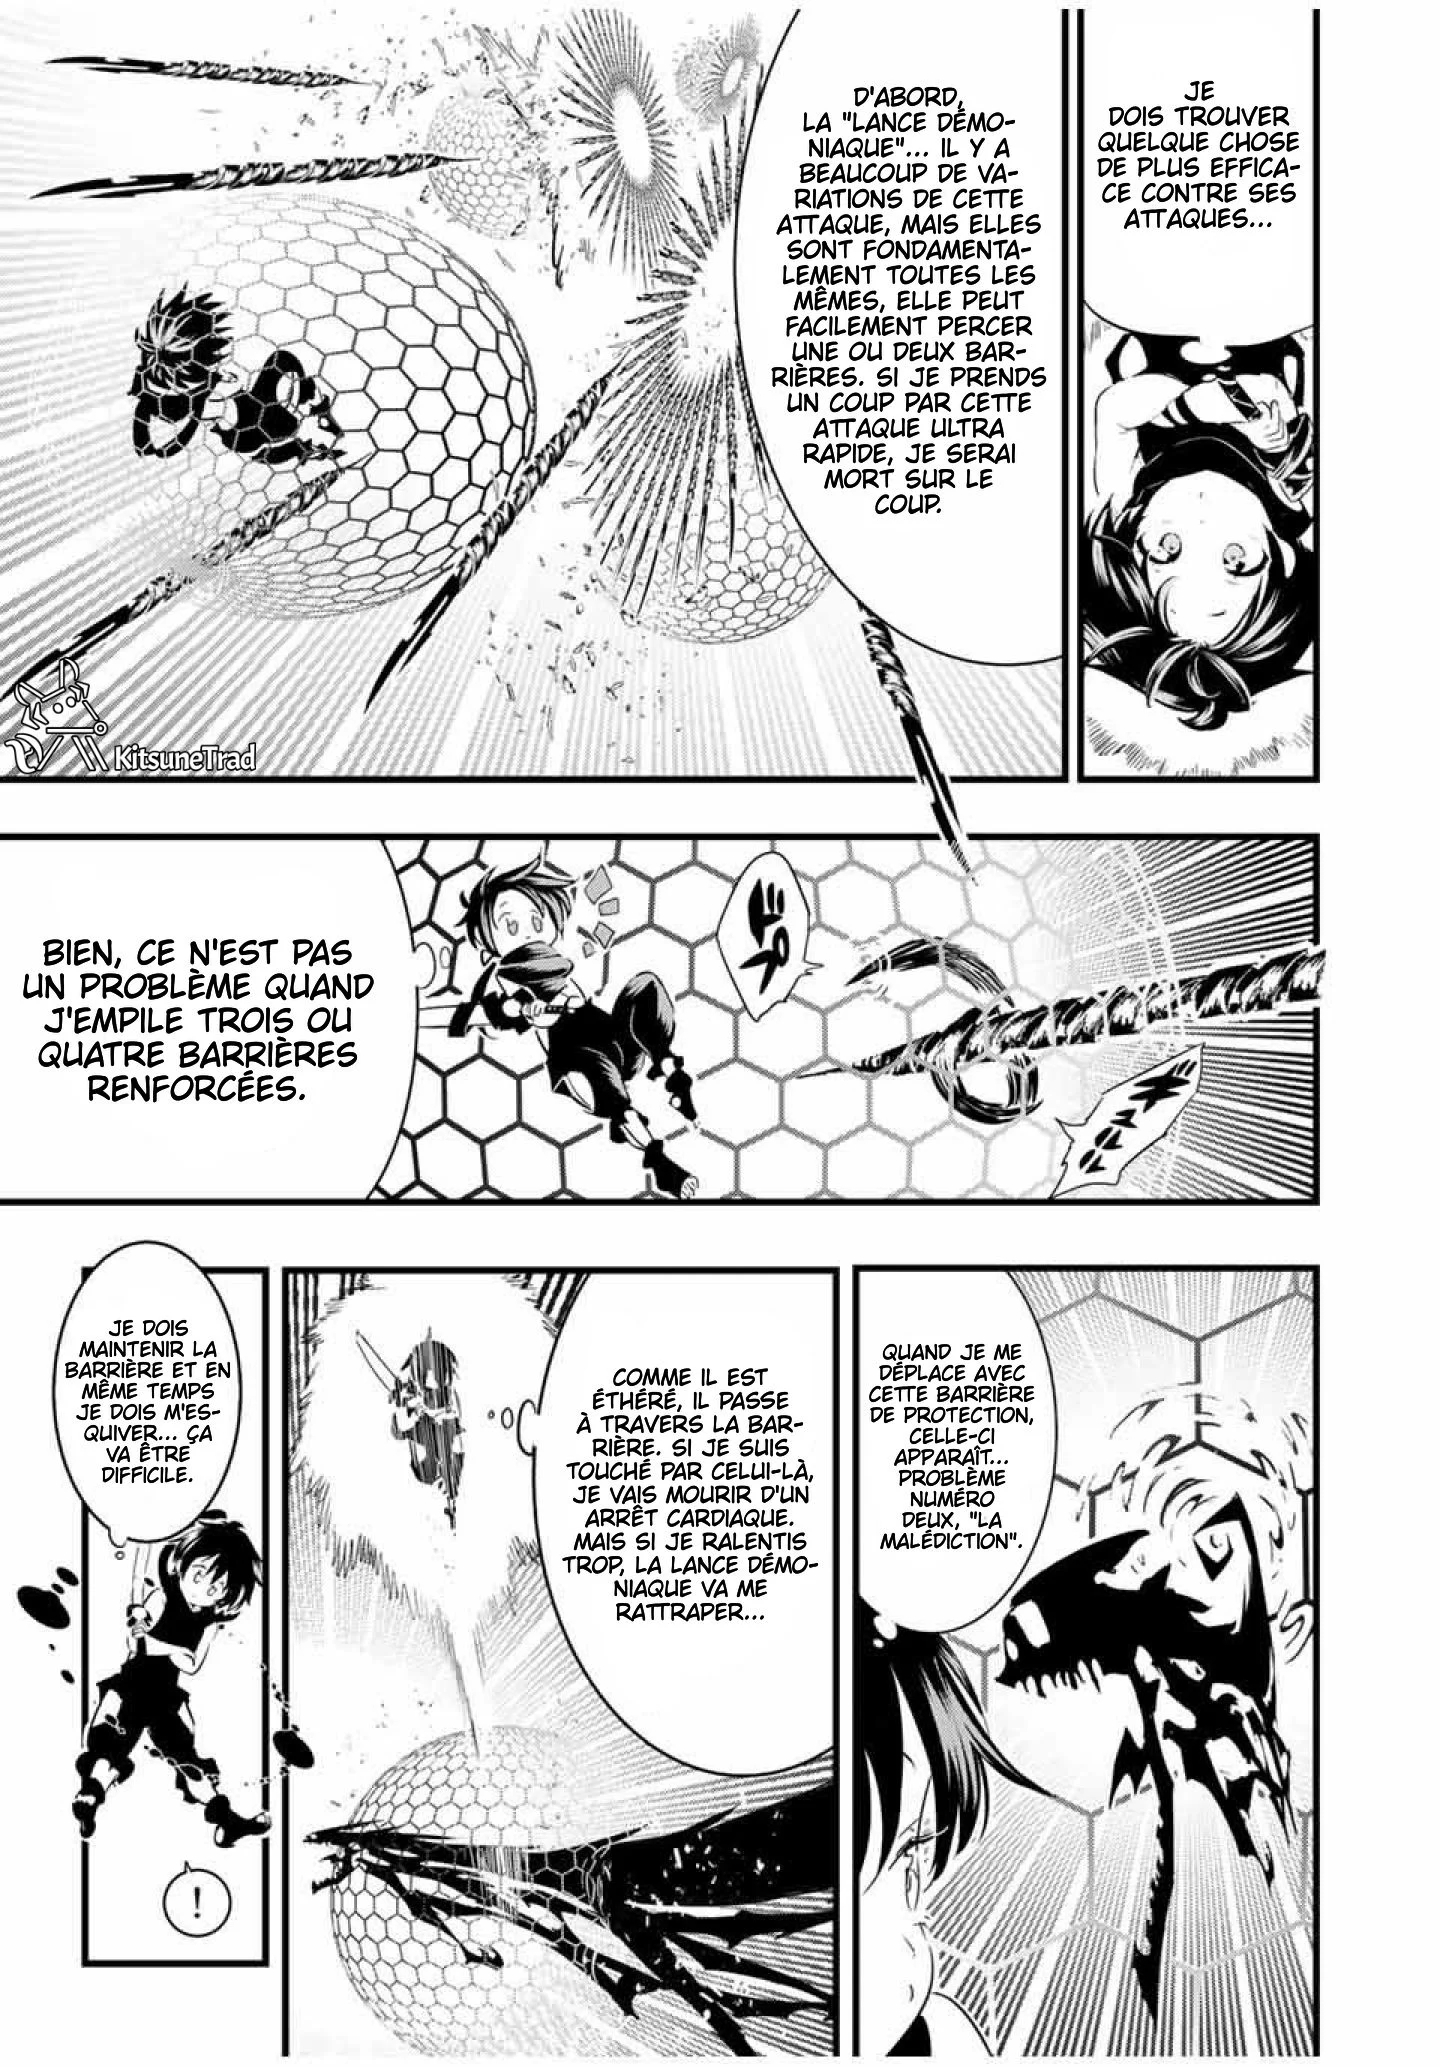 JE
DOIS TROUVER
QUELQUE CHOSE
DE PLUS EFFICA-
CE CONTRE SES
ATTAQUES...
D'ABORD,
LA "LANCE DÉMO-
NIAQUE"... IL Y A
BEAUCOUP DE VA-
RIATIONS DE CETTE
ATTAQUE, MAIS ELLES
SONT FONDAMENTA-
LEMENT TOUTES LES
MÊMES, ELLE PEUT
FACILEMENT PERCER
UNE OU DEUX BAR-
RIÈRES. SI JE PRENDS
UN COUP PAR CETTE
ATTAQUE ULTRA
RAPIDE, JE SERAI
MORT SUR LE
COUP.
KitsuneTrad
BIEN, CE N'EST PAS
UN PROBLÈME QUAND
J'EMPILE TROIS OU
QUATRE BARRIÈRES
RENFORCÉES.
QUAND JE ME
DÉPLACE AVEC
CETTE BARRIÈRE
DE PROTECTION,
CELLE-CI
APPARAÎT...
PROBLÈME
NUMÉRO
DEUX, "LA
MALÉDICTION".
COMME IL EST
ÉTHÉRÉ, IL PASSE
À TRAVERS LA BAR-
RIÈRE. SI JE SUIS
TOUCHÉ PAR CELUI-LÀ,
JE VAIS MOURIR D'UN
ARRÊT CARDIAQUE.
MAIS SI JE RALENTIS
TROP, LA LANCE DÉMO-
NIAQUE VA ME
RATTRAPER...
JE DOIS
MAINTENIR LA
BARRIÈRE ET EN
MÊME TEMPS
JE DOIS M'ES-
QUIVER... ÇA
VA ÊTRE
DIFFICILE.
!